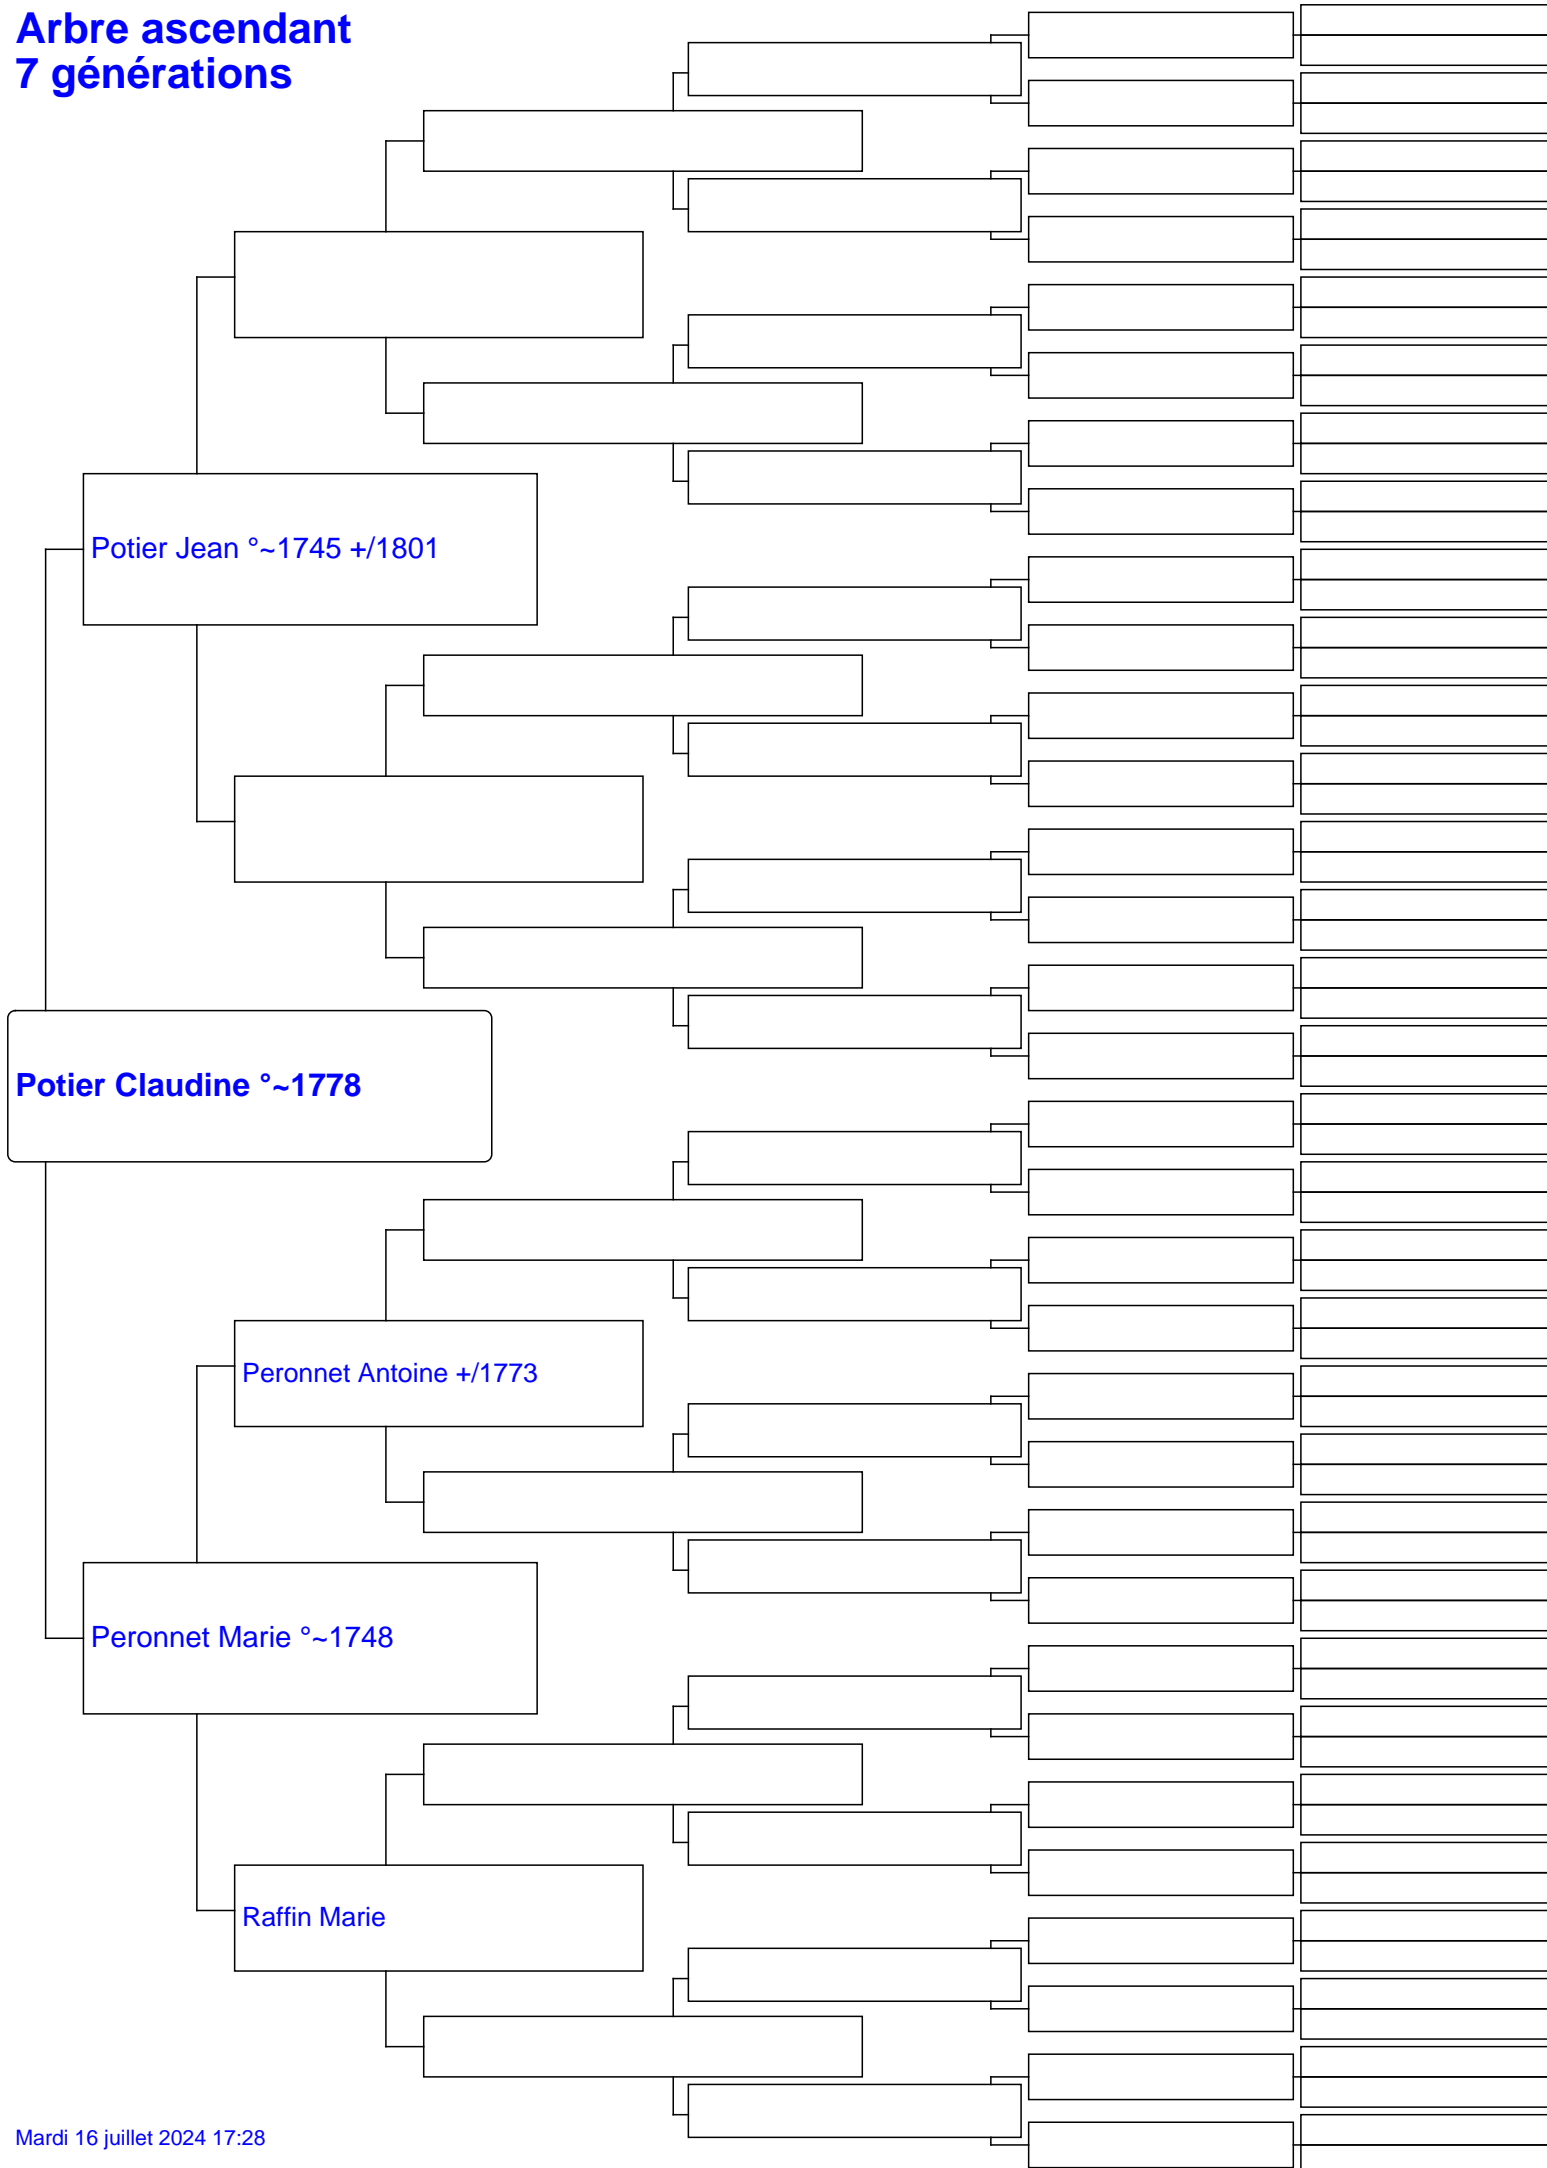 Arbre ascendant
7 générations
Potier Jean °~1745 +/1801
Potier Claudine °~1778
Peronnet Antoine +/1773
Peronnet Marie °~1748
Raffin Marie
Mardi 16 juillet 2024 17:28